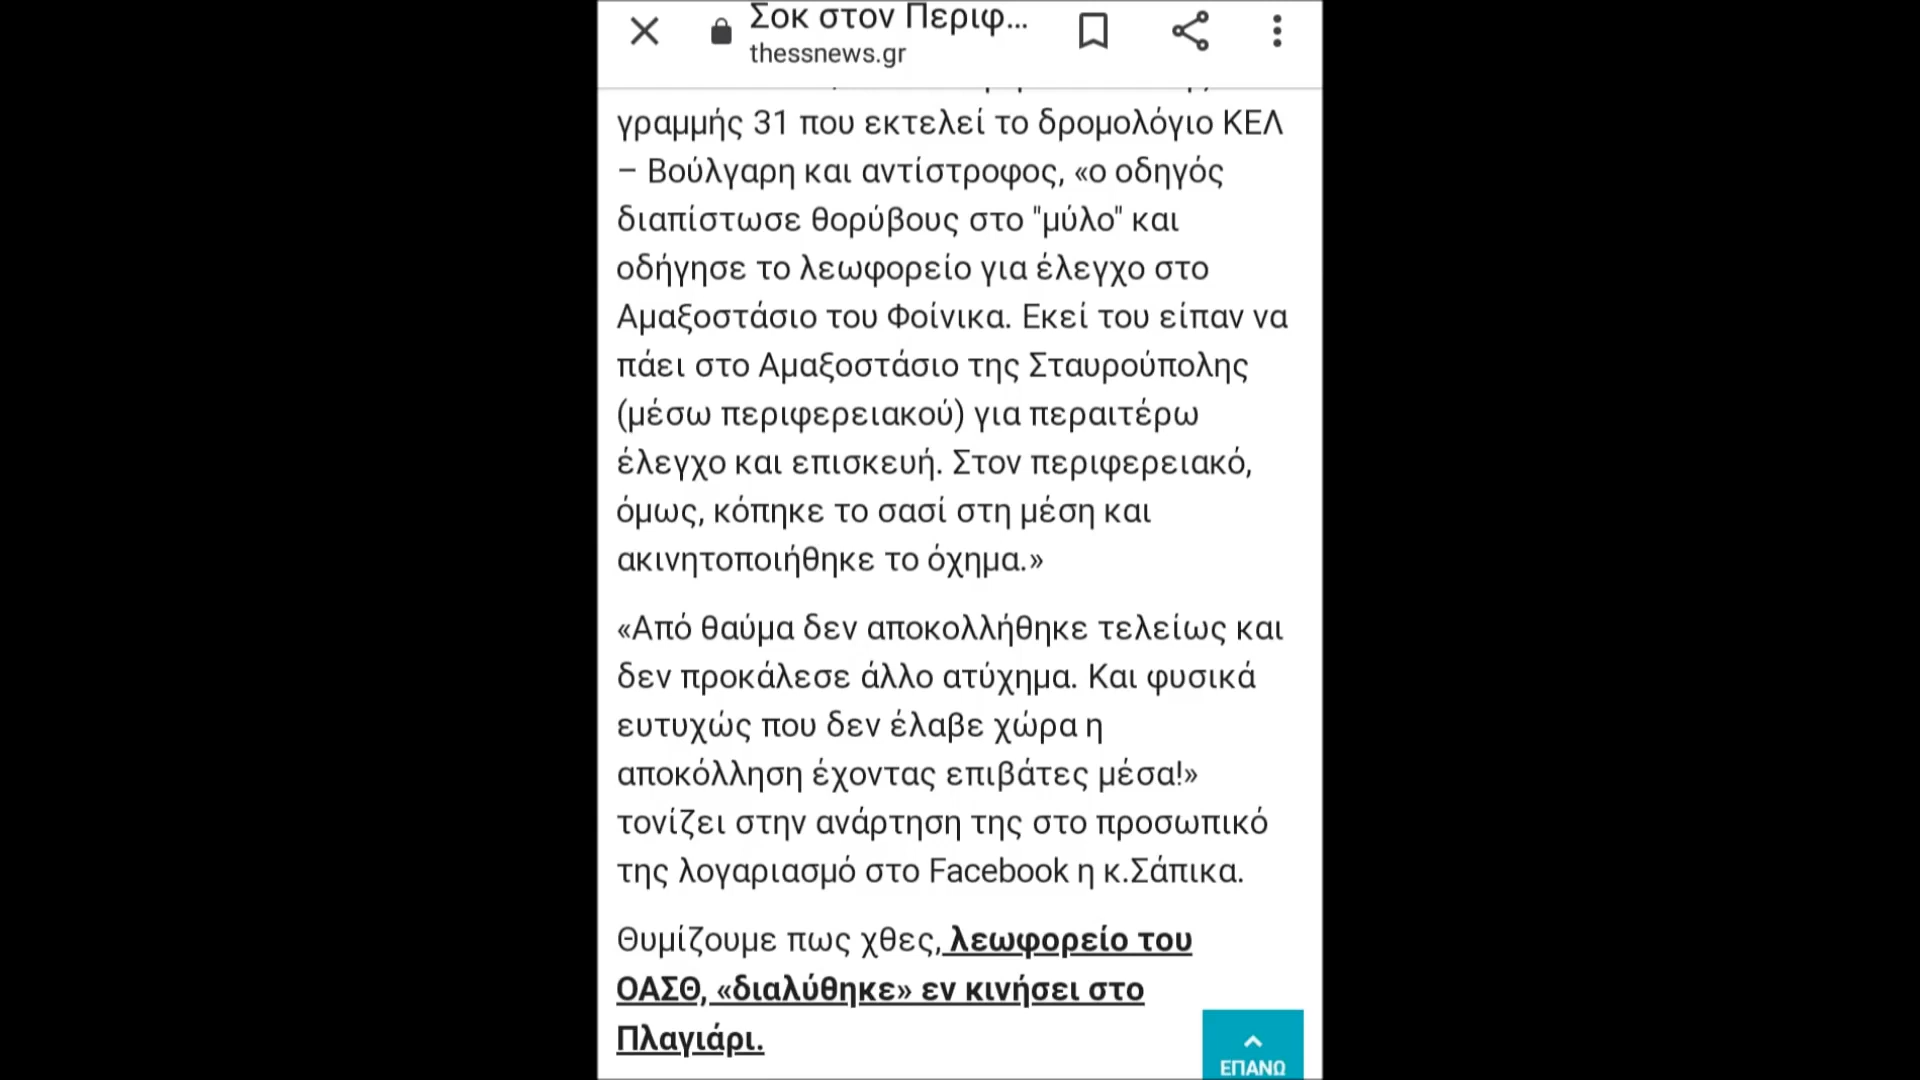 Σοκ στον Περιφ...
thessnews.gr
γραμμής 31 που εκτελεί το δρομολόγιο ΚΕΛ
– Βούλγαρη και αντίστροφος, «ο οδηγός
διαπίστωσε θορύβους στο "μύλο" και
οδήγησε το λεωφορείο για έλεγχο στο
Αμαξοστάσιο του Φοίνικα. Εκεί του είπαν να
πάει στο Αμαξοστάσιο της Σταυρούπολης
(μέσω περιφερειακού) για περαιτέρω
έλεγχο και επισκευή. Στον περιφερειακό,
όμως, κόπηκε το σασί στη μέση και
ακινητοποιήθηκε το όχημα.»
«Από θαύμα δεν αποκολλήθηκε τελείως και
δεν προκάλεσε άλλο ατύχημα. Και φυσικά
ευτυχώς που δεν έλαβε χώρα η
αποκόλληση έχοντας επιβάτες μέσα!»
τονίζει στην ανάρτηση της στο προσωπικό
της λογαριασμό στο Facebook η κ.Σάπικα.
Θυμίζουμε πως χθες, λεωφορείο του
ΟΑΣΘ, «διαλύθηκε» εν κινήσει στο
Πλαγιάρι.
ΕΠΑΝΩ